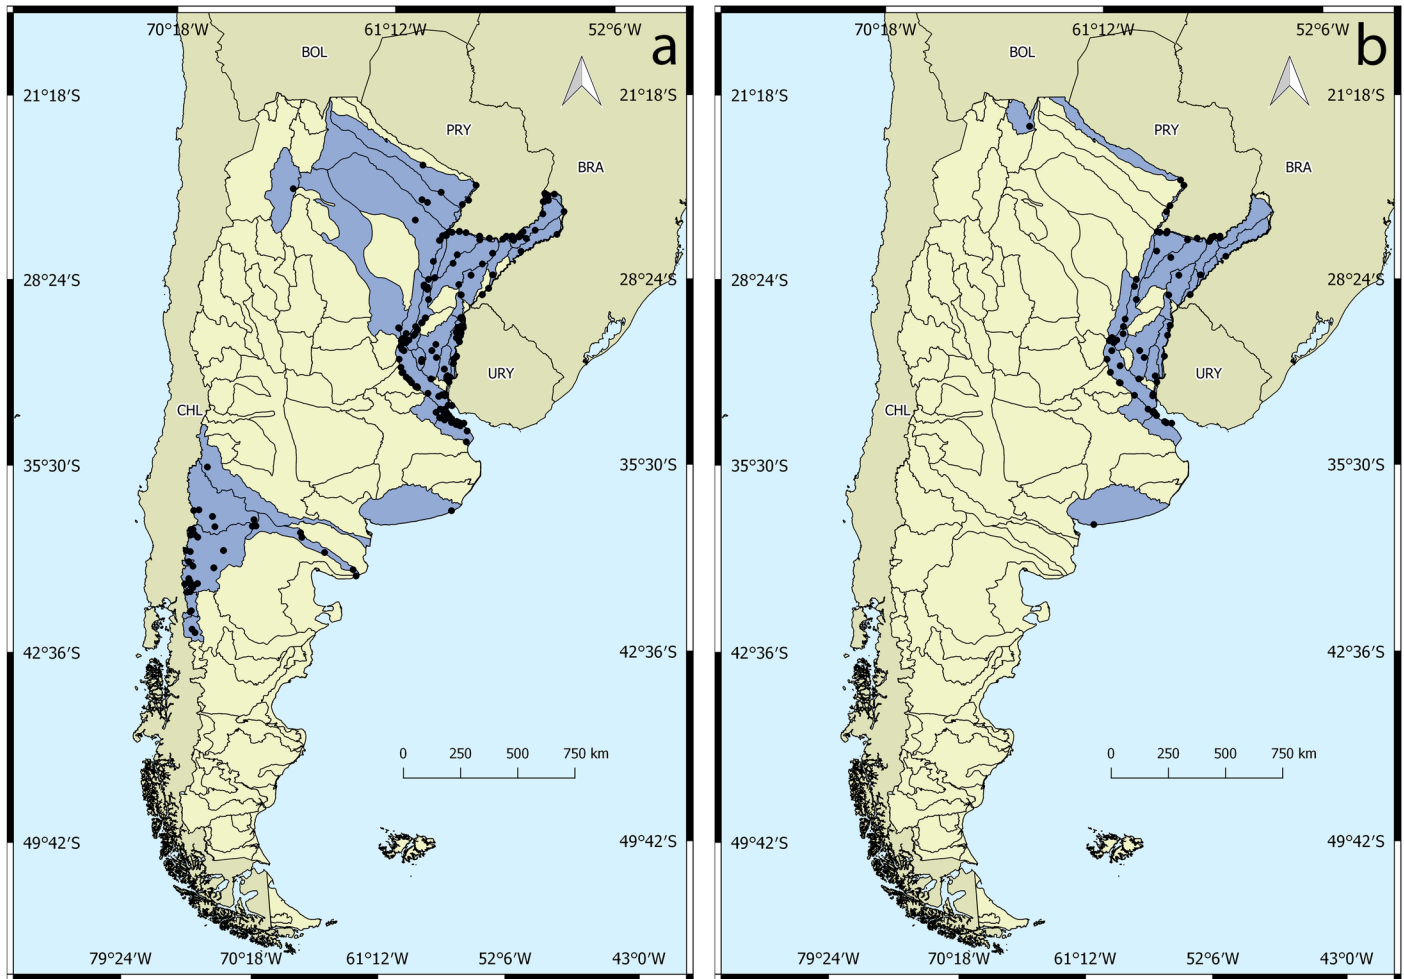 70°18'W 61°12'W 52°6'W a
BOL
21°18'S 21°18'S
PRY
BRA
28°24'S 28°24'S
URY
CHL
35°30'S 35°30'S
42°36'S 42°36'S
0 250 500 750 km
49°42'S 49°42'S
79°24'W 70°18'W 61°12'W 52°6'W 43°0'W
70°18'W 61°12'W 52°6'W b
BOL
21°18'S 21°18'S
PRY
BRA
28°24'S 28°24'S
URY
CHL
35°30'S 35°30'S
42°36'S 42°36'S
0 250 500 750 km
49°42'S 49°42'S
79°24'W 70°18'W 61°12'W 52°6'W 43°0'W